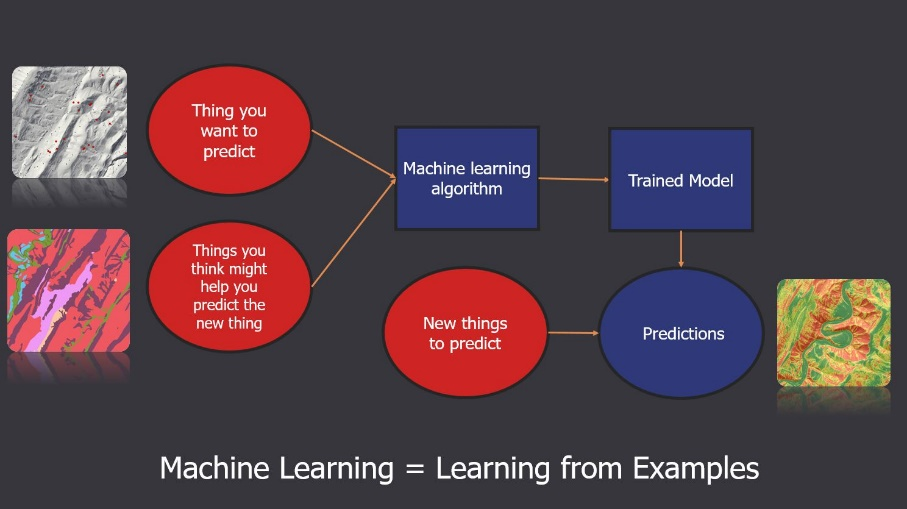 Thing you
want to
predict
Machine learning
algorithm
Trained Model
Things you
think might
help you
predict the
new thing
New things
to predict
Predictions
Machine Learning = Learning from Examples